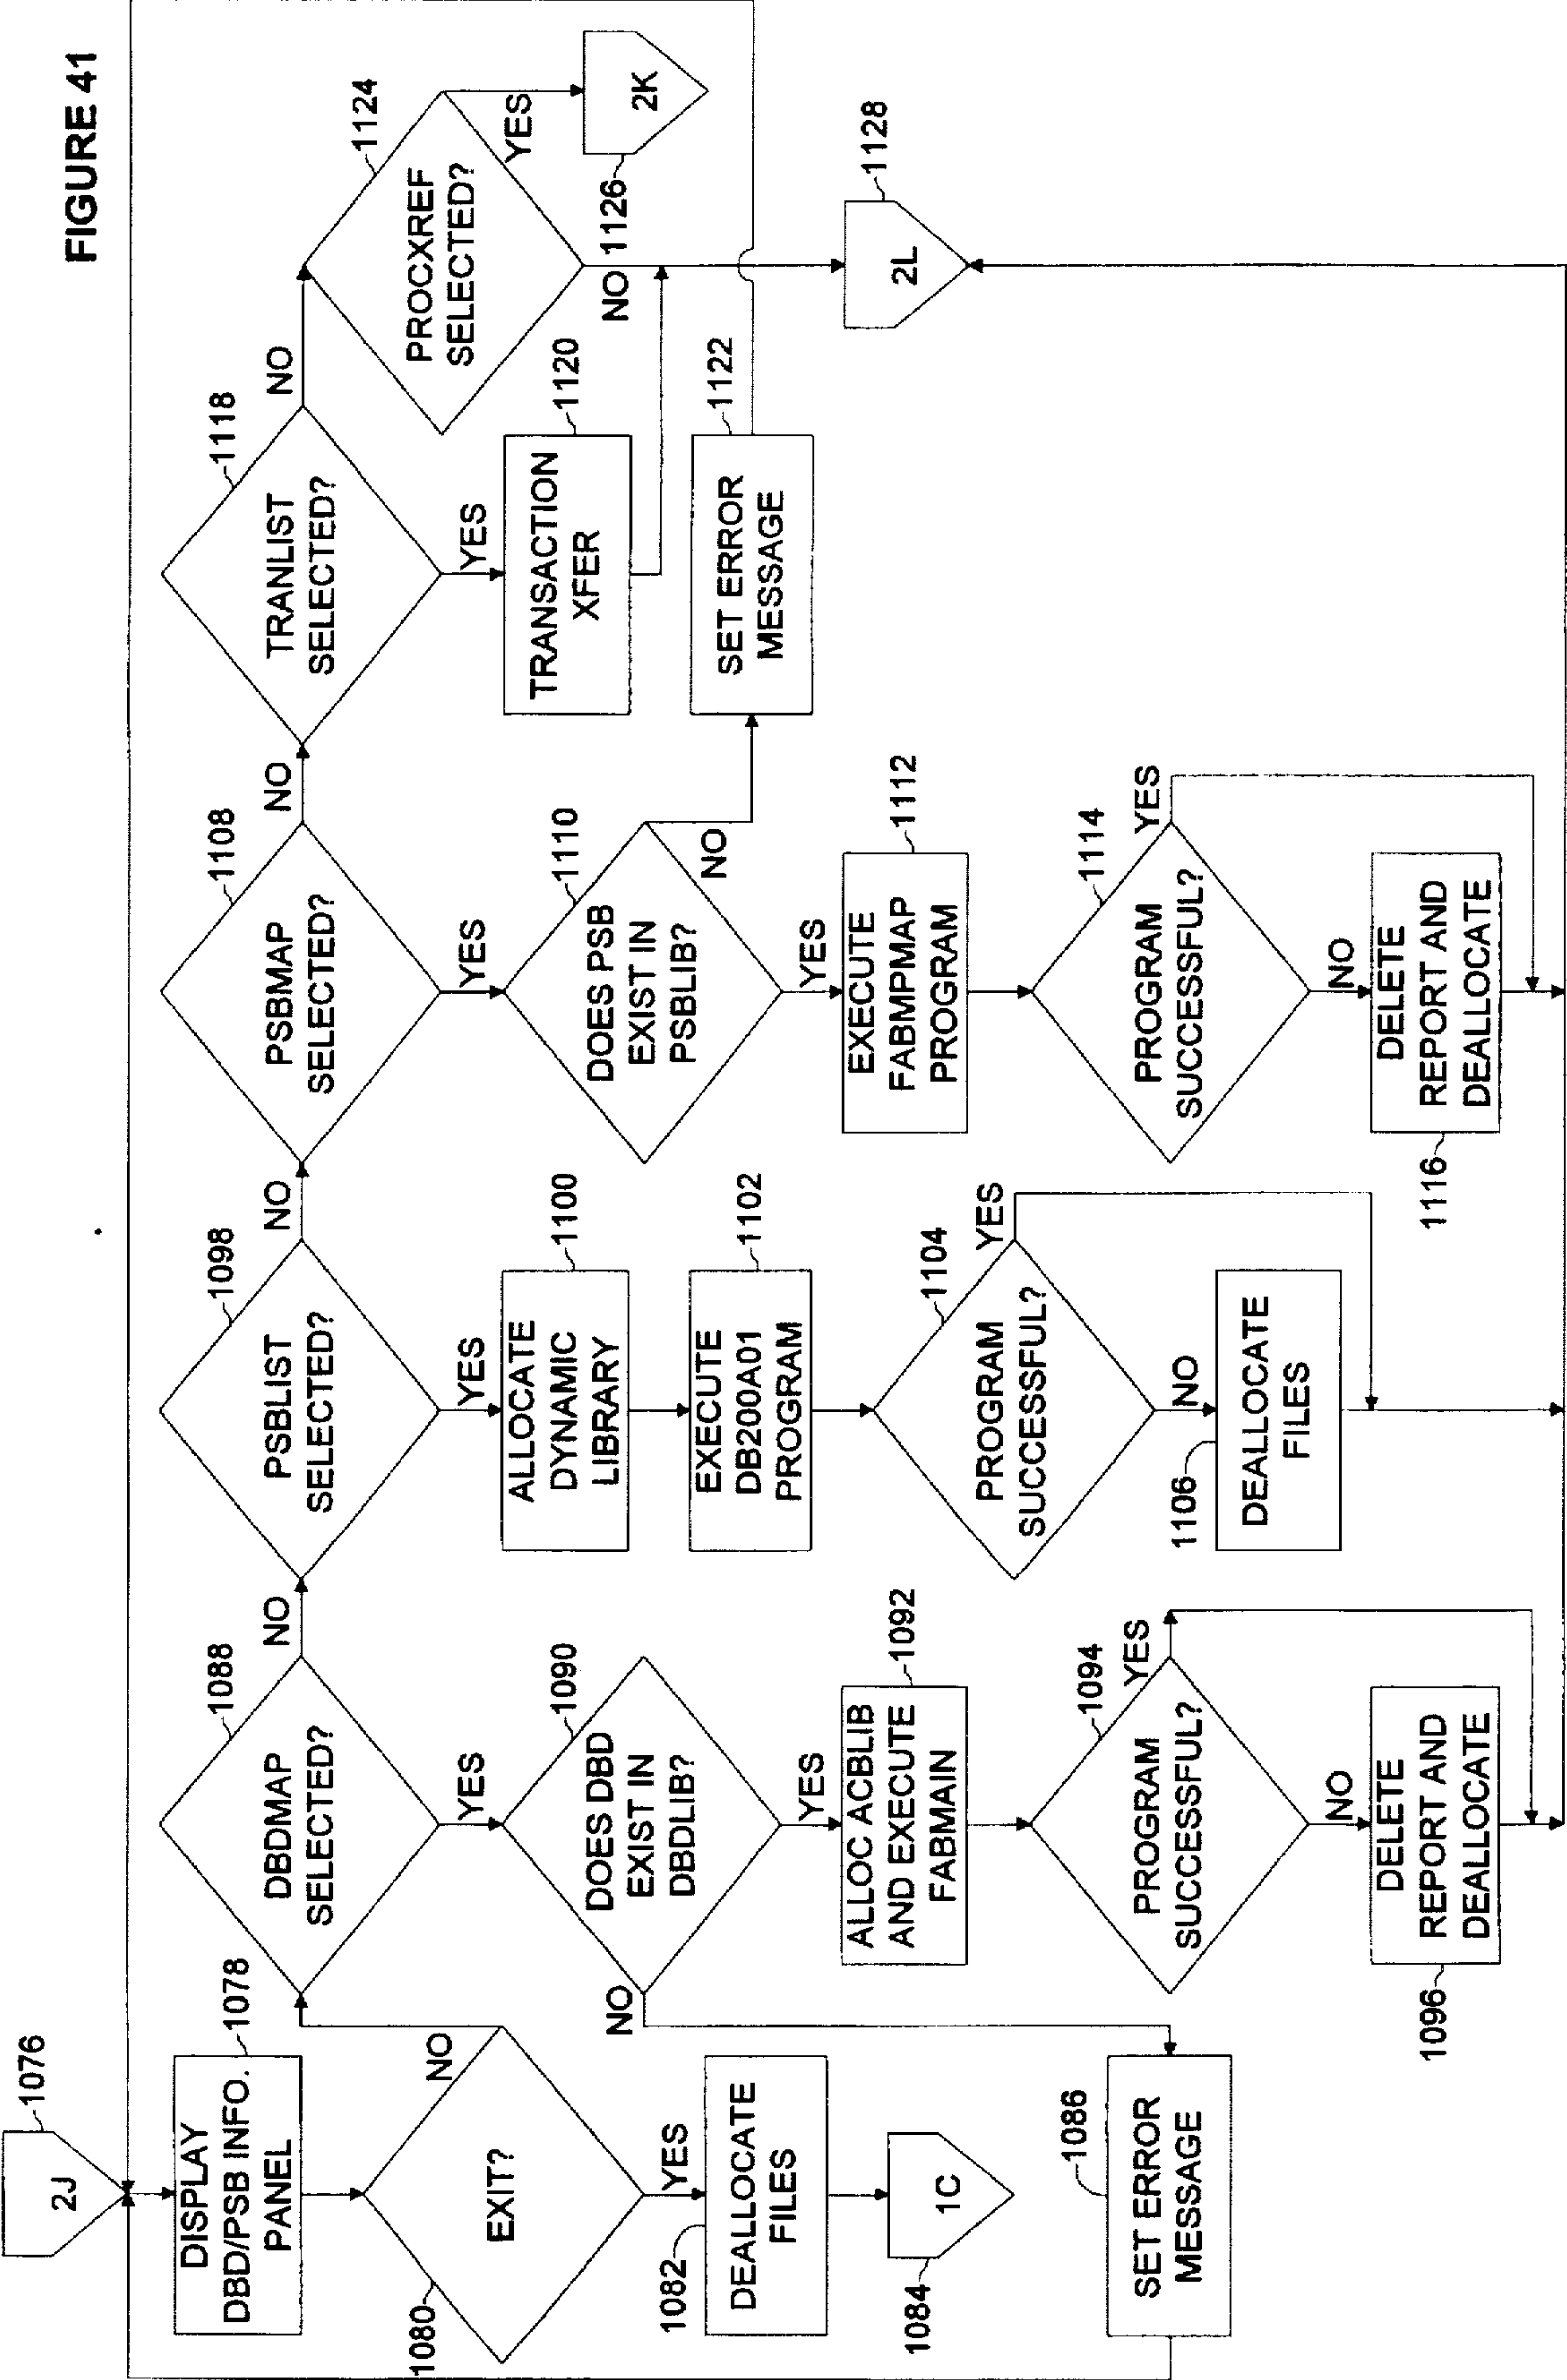 FIGURE 41
2J
1076
DISPLAY
DBD/PSB INFO.
PANEL
1078
EXIT?
1080
NO
YES
DEALLOCATE
FILES
1082
1C
1084
SET ERROR
MESSAGE
1086
DBDMAP
SELECTED?
1088
NO
YES
DOES DBD
EXIST IN
DBDLIB?
1090
NO
YES
ALLOC ACBLIB
AND EXECUTE
FABMAIN
1092
PROGRAM
SUCCESSFUL?
1094
YES
NO
DELETE
REPORT AND
DEALLOCATE
1096
PSBLIST
SELECTED?
1098
NO
YES
ALLOCATE
DYNAMIC
LIBRARY
1100
EXECUTE
DB200A01
PROGRAM
1102
PROGRAM
SUCCESSFUL?
1104
YES
NO
DEALLOCATE
FILES
1106
PSBMAP
SELECTED?
1108
NO
YES
DOES PSB
EXIST IN
PSBLIB?
1110
NO
YES
EXECUTE
FABMPMAP
PROGRAM
1112
PROGRAM
SUCCESSFUL?
1114
YES
NO
DELETE
REPORT AND
DEALLOCATE
1116
TRANLIST
SELECTED?
1118
NO
YES
TRANSACTION
XFER
1120
SET ERROR
MESSAGE
1122
PROCXREF
SELECTED?
1124
YES
NO
2K
1126
2L
1128